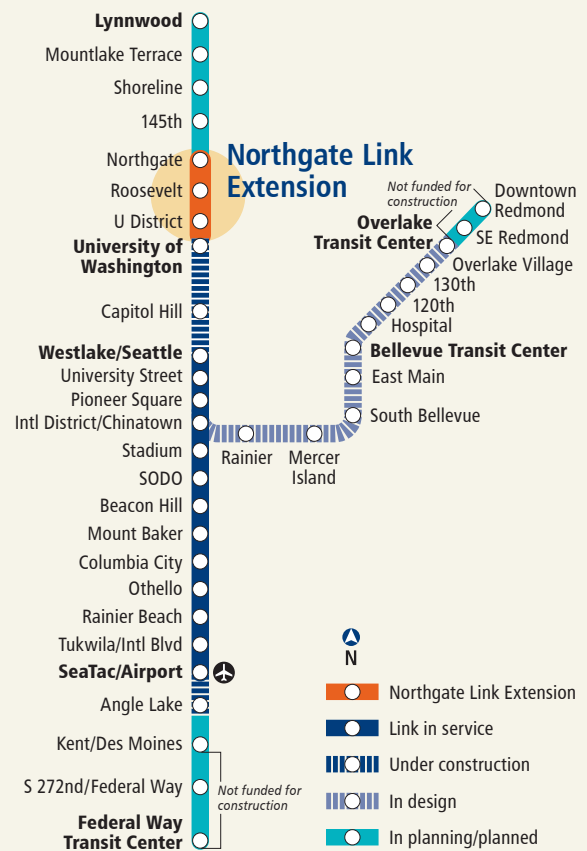 Lynnwood
Mountlake Terrace
Shoreline
145th
Northgate
Roosevelt
U District
University of
Washington
Capitol Hill
Westlake/Seattle
University Street
Pioneer Square
Intl District/Chinatown
Stadium
SODO
Beacon Hill
Mount Baker
Columbia City
Othello
Rainier Beach
Tukwila/Intl Blvd
SeaTac/Airport
Angle Lake
Kent/Des Moines
S 272nd/Federal Way
Federal Way
Transit Center
Not funded for
construction
Northgate Link
Extension
Not funded for
construction
Downtown
Redmond
SE Redmond
Overlake
Transit Center
Overlake Village
130th
120th
Hospital
Bellevue Transit Center
East Main
South Bellevue
Mercer
Island
Rainier
N
Northgate Link Extension
Link in service
Under construction
In design
In planning/planned